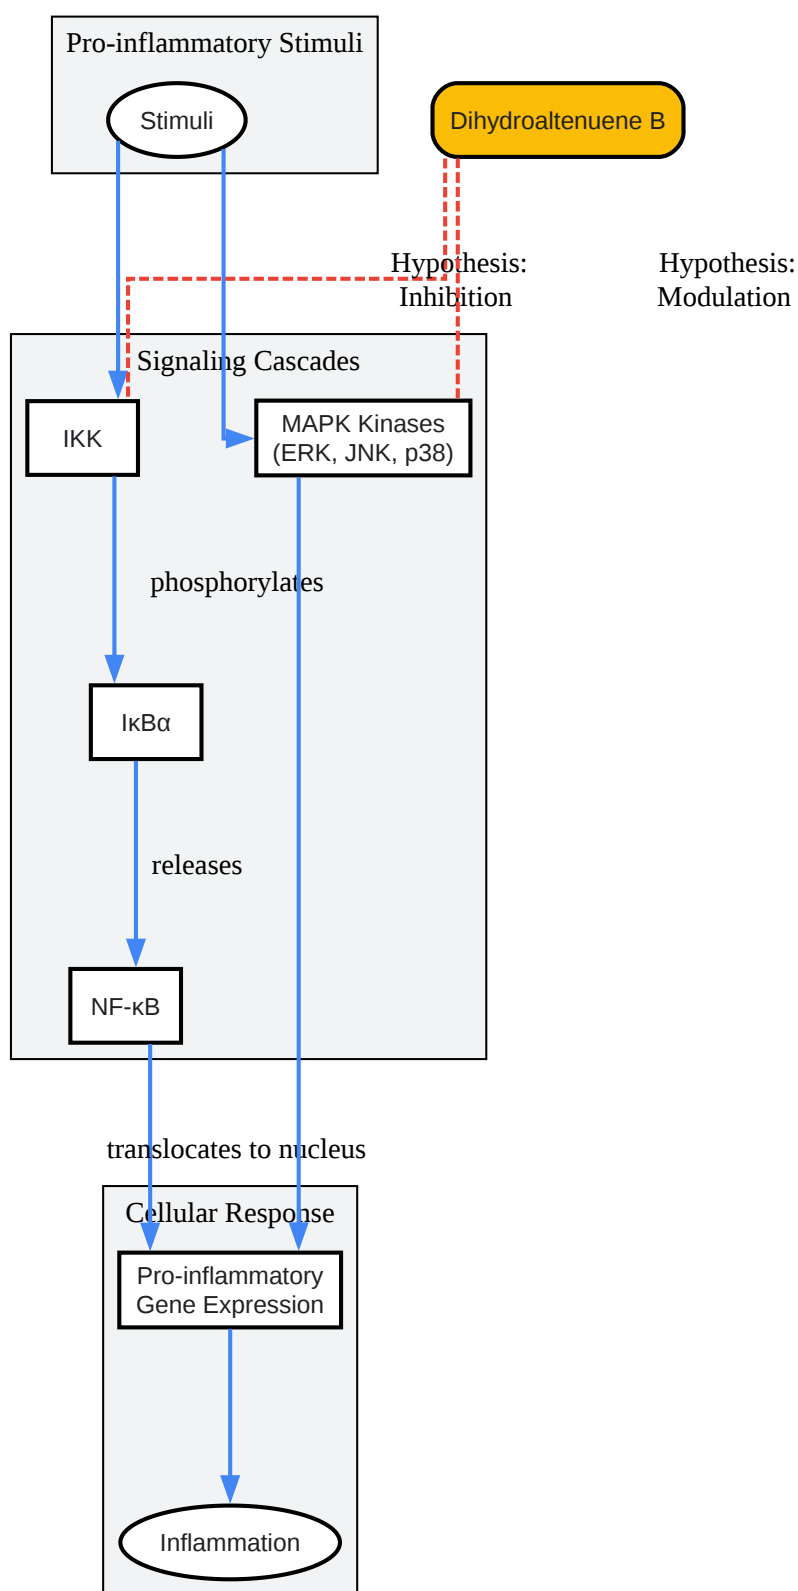 Pro-inflammatory Stimuli
Stimuli
Dihydroaltenuene B
Hypothesis:
Inhibition
Hypothesis:
Modulation
Signaling Cascades
IKK
MAPK Kinases
(ERK, JNK, p38)
phosphorylates
IκBα
releases
NF-κB
translocates to nucleus
Cellular Response
Pro-inflammatory
Gene Expression
Inflammation